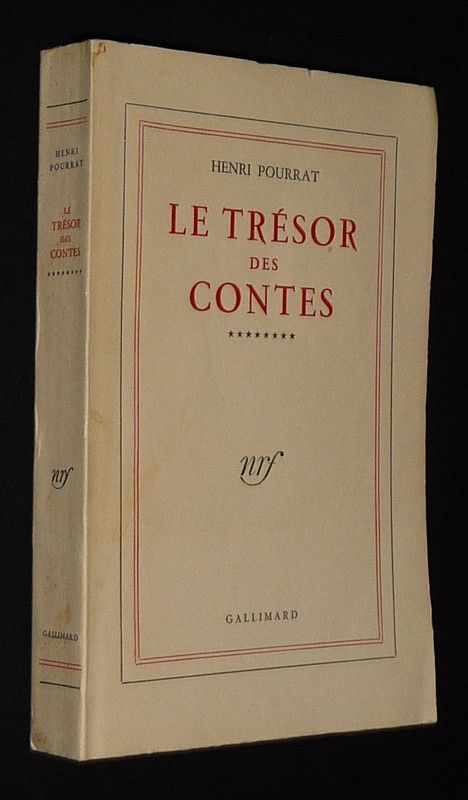 HENRI
POURRAT
LE
TRÉSOR
DES
CONTES
********
nrf
GALLIMARD
HENRI POURRAT
LE TRÉSOR
DES
CONTES
********
nrf
GALLIMARD